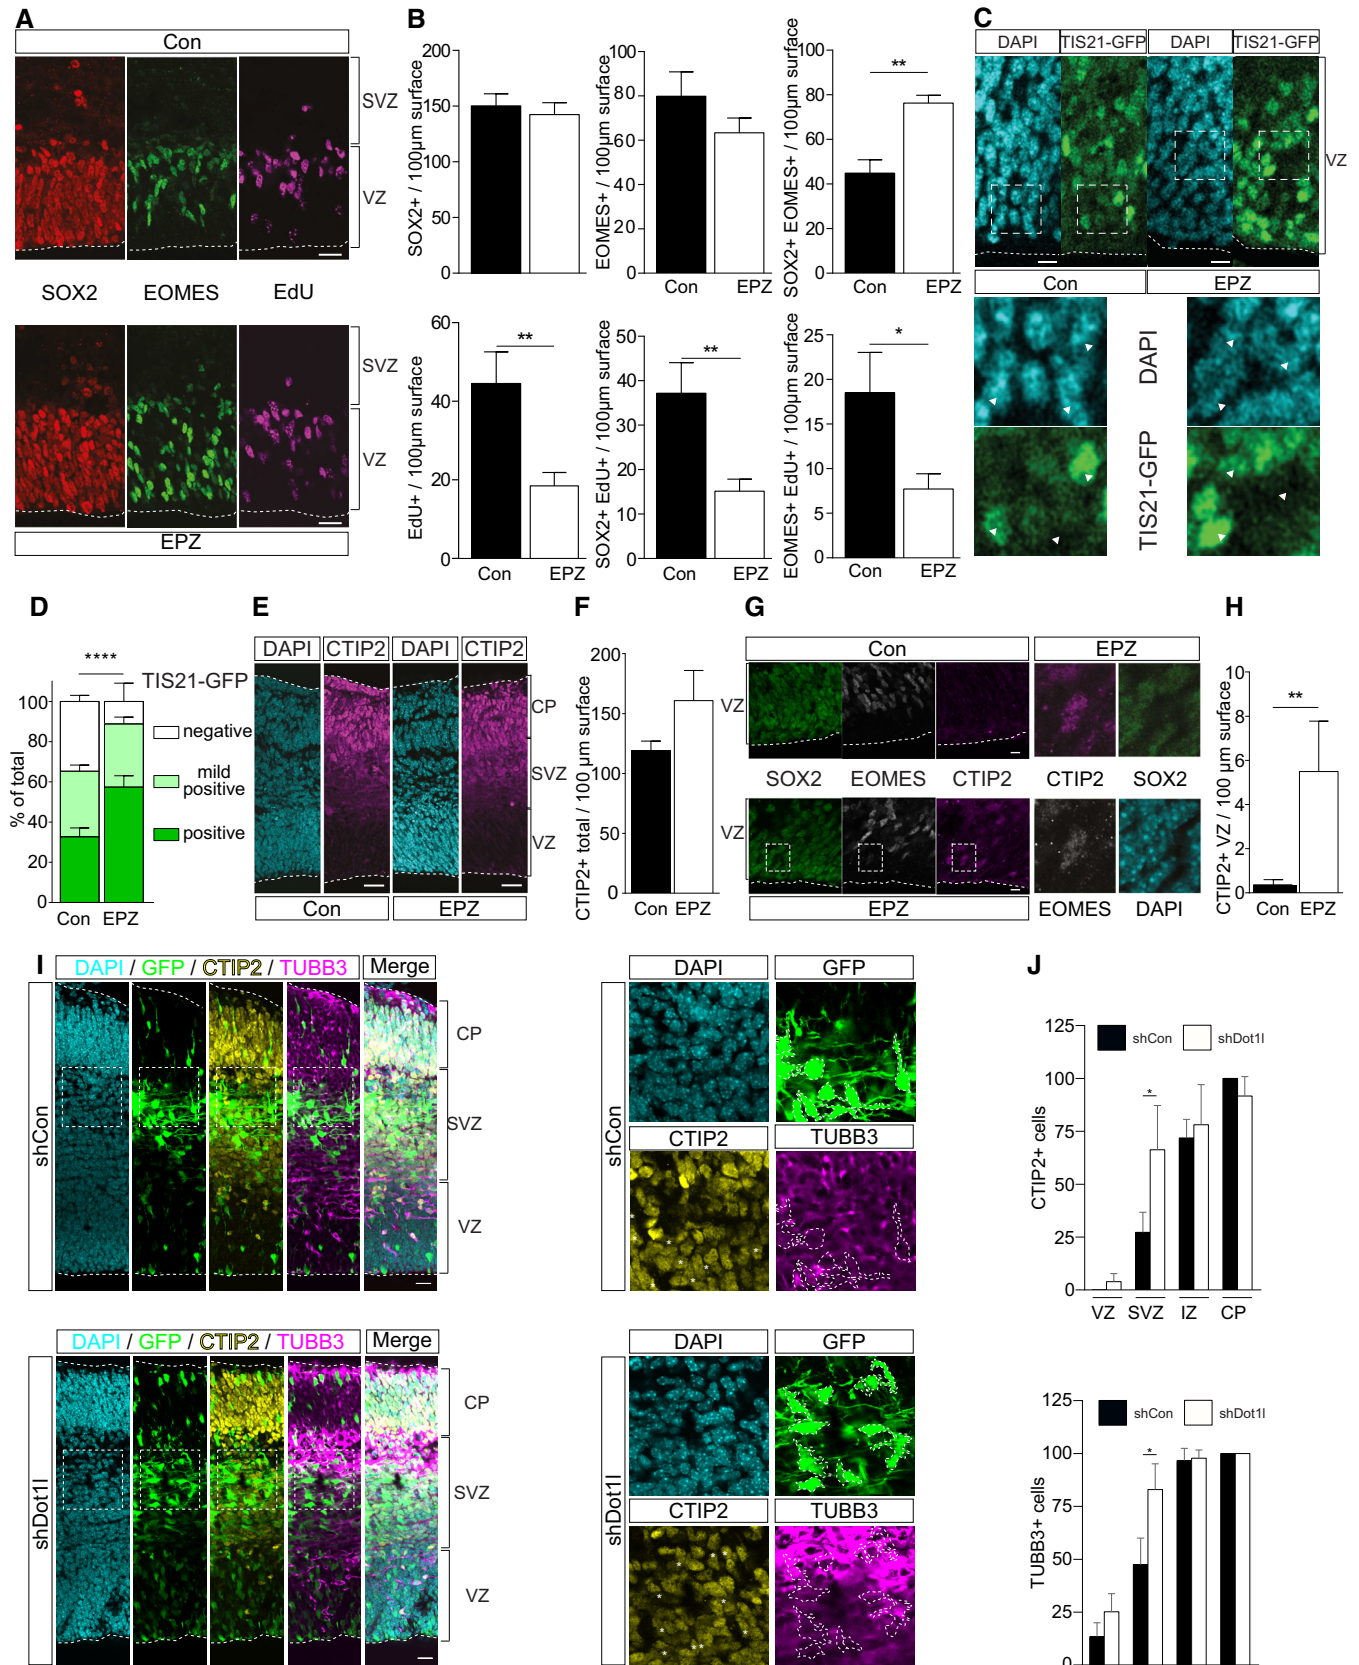 A
Con
SVZ
VZ
SOX2 EOMES EdU
SVZ
VZ
EPZ
B
SOX2+ / 100µm surface
200
150
100
50
0
EOMES+ / 100µm surface
100
80
60
40
20
0
Con EPZ
SOX2+ EOMES+ / 100µm surface
100
80
60
40
20
0
**
Con EPZ
EdU+ / 100µm surface
60
40
20
0
**
Con EPZ
SOX2+ EdU+ / 100µm surface
50
40
30
20
10
0
**
Con EPZ
EOMES+ EdU+ / 100µm surface
25
20
15
10
5
0
*
Con EPZ
C
DAPI TIS21-GFP DAPI TIS21-GFP
VZ
Con EPZ
DAPI
TIS21-GFP
D
****
TIS21-GFP
% of total
100
80
60
40
20
0
negative
mild
positive
positive
Con EPZ
E
DAPI CTIP2 DAPI CTIP2
CP
SVZ
VZ
Con EPZ
F
CTIP2+ total / 100 µm surface
200
150
100
50
0
Con EPZ
G
Con EPZ
VZ
SOX2 EOMES CTIP2 CTIP2 SOX2
VZ
EPZ EOMES DAPI
H
CTIP2+ VZ / 100 µm surface
10
8
6
4
2
0
**
Con EPZ
I
DAPI / GFP / CTIP2 / TUBB3 Merge
shCon
CP
SVZ
VZ
shCon
DAPI GFP
CTIP2 TUBB3
DAPI / GFP / CTIP2 / TUBB3 Merge
shDot1l
CP
SVZ
VZ
shDot1l
DAPI GFP
CTIP2 TUBB3
J
CTIP2+ cells
125
100
75
50
25
0
shCon shDot1l
*
VZ SVZ IZ CP
TUBB3+ cells
125
100
75
50
25
0
shCon shDot1l
*